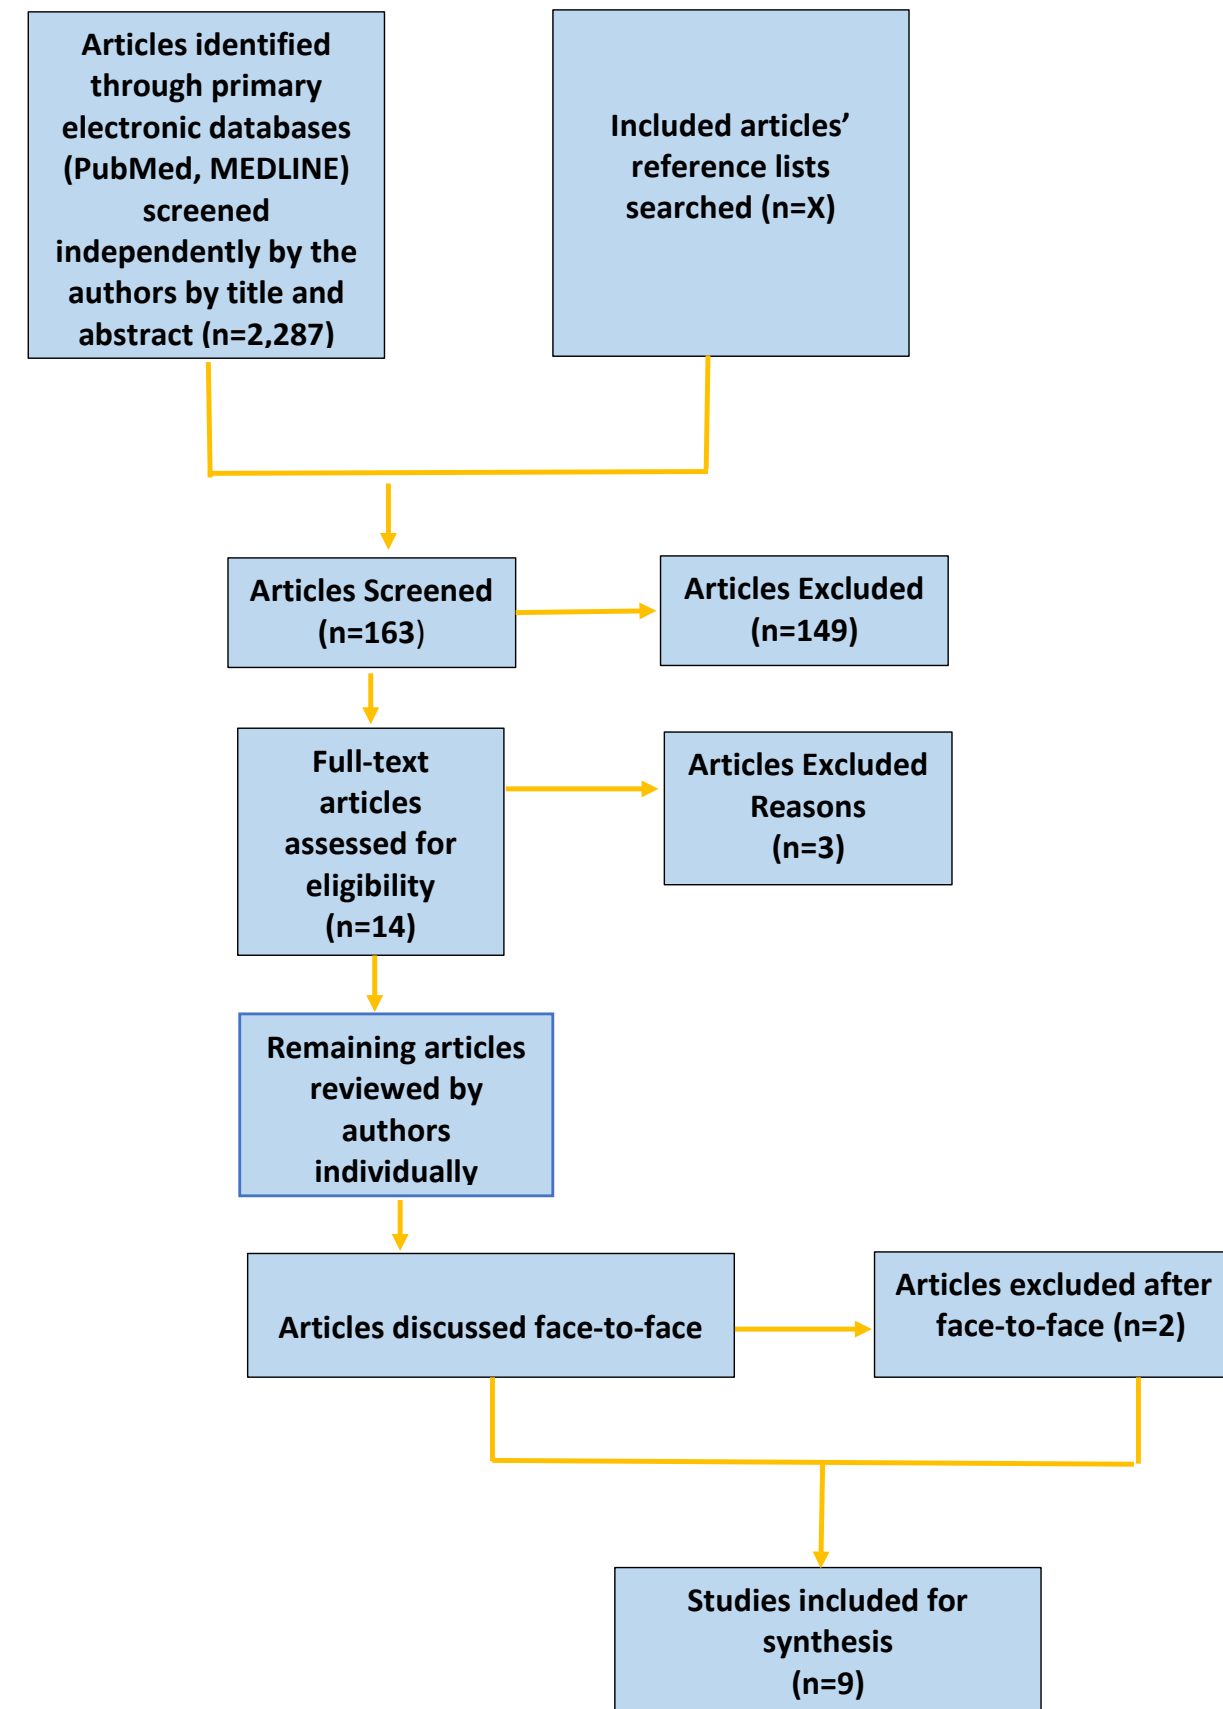 Articles identified
through primary
electronic databases
(PubMed, MEDLINE)
screened
independently by the
authors by title and
abstract (n=2,287)
Included articles’
reference lists
searched (n=X)
Articles Screened
(n=163)
Articles Excluded
(n=149)
Full-text
articles
assessed for
eligibility
(n=14)
Articles Excluded
Reasons
(n=3)
Remaining articles
reviewed by
authors
individually
Articles discussed face-to-face
Articles excluded after
face-to-face (n=2)
Studies included for
synthesis
(n=9)